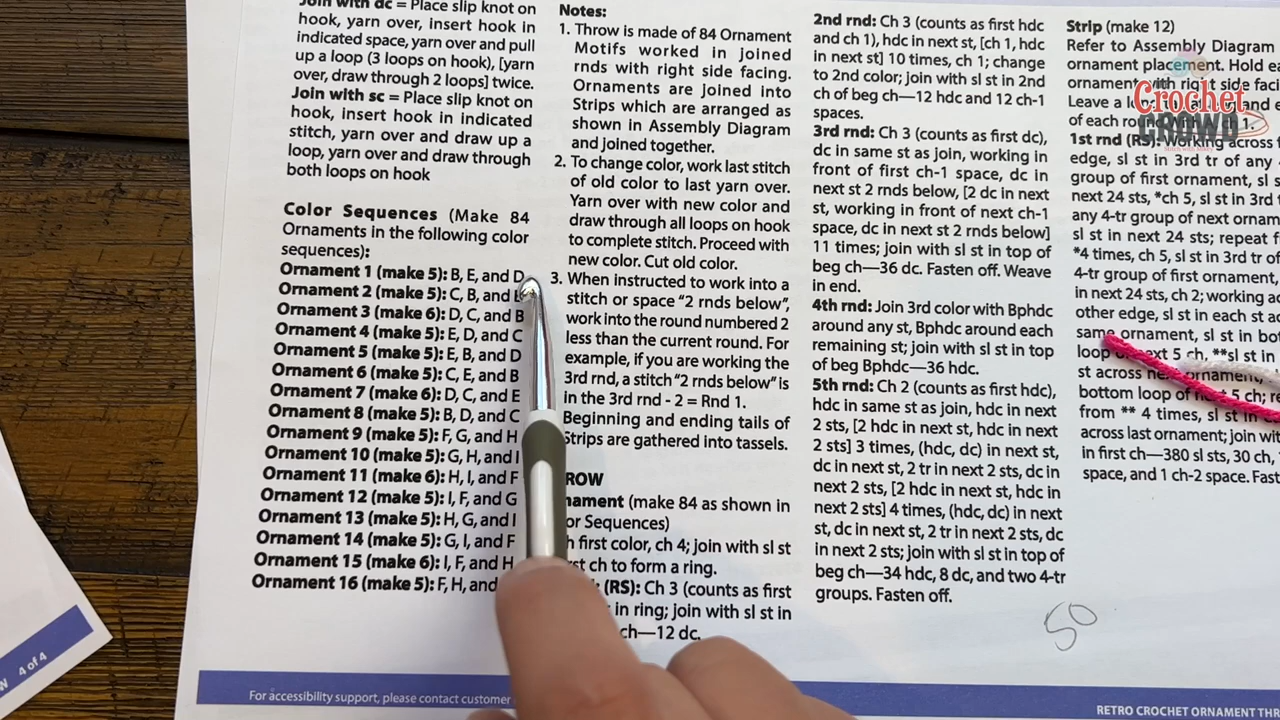 Join with dc = Place slip knot on
hook, yarn over, insert hook in
indicated space, yarn over and pull
up a loop (3 loops on hook), [yarn
over, draw through 2 loops] twice.
Join with sc = Place slip knot on
hook, insert hook in indicated
stitch, yarn over and draw up a
loop, yarn over and draw through
both loops on hook
Color Sequences (Make 84
Ornaments in the following color
sequences):
Ornament 1 (make 5): B, E, and D
Ornament 2 (make 5): C, B, and
Ornament 3 (make 6): D, C, and B
Ornament 4 (make 5): E, D, and C
Ornament 5 (make 5): E, B, and D
Ornament 6 (make 5): C, E, and B
Ornament 7 (make 6): D, C, and E
Ornament 8 (make 5): B, D, and C
Ornament 9 (make 5): F, G, and H
Ornament 10 (make 5): G, H, and I
Ornament 11 (make 6): H, I, and F
Ornament 12 (make 5): I, F, and G
Ornament 13 (make 5): H, G, and I
Ornament 14 (make 5): G, I, and F
Ornament 15 (make 6): I, F, and H
Ornament 16 (make 5): F, H, and
Notes:
1. Throw is made of 84 Ornament
Motifs worked in joined
rnds with right side facing.
Ornaments are joined into
Strips which are arranged as
shown in Assembly Diagram
and joined together.
2. To change color, work last stitch
of old color to last yarn over.
Yarn over with new color and
draw through all loops on hook
to complete stitch. Proceed with
new color. Cut old color.
3. When instructed to work into a
stitch or space "2 rnds below",
work into the round numbered 2
less than the current round. For
example, if you are working the
3rd rnd, a stitch "2 rnds below" is
in the 3rd rnd - 2 = Rnd 1.
Beginning and ending tails of
Strips are gathered into tassels.
ROW
nament (make 84 as shown in
or Sequences)
h first color, ch 4; join with sl st
st ch to form a ring.
(RS): Ch 3 (counts as first
in ring; join with sl st in
ch—12 dc.
2nd rnd: Ch 3 (counts as first hdc
and ch 1), hdc in next st, [ch 1, hdc
in next st] 10 times, ch 1; change
to 2nd color; join with sl st in 2nd
ch of beg ch—12 hdc and 12 ch-1
spaces.
3rd rnd: Ch 3 (counts as first dc),
dc in same st as join, working in
front of first ch-1 space, dc in
next st 2 rnds below, [2 dc in next
st, working in front of next ch-1
space, dc in next st 2 rnds below]
11 times; join with sl st in top of
beg ch—36 dc. Fasten off. Weave
in end.
4th rnd: Join 3rd color with Bphdc
around any st, Bphdc around each
remaining st; join with sl st in top
of beg Bphdc—36 hdc.
5th rnd: Ch 2 (counts as first hdc),
hdc in same st as join, hdc in next
2 sts, [2 hdc in next st, hdc in next
2 sts] 3 times, (hdc, dc) in next st,
dc in next st, 2 tr in next 2 sts, dc in
next 2 sts, [2 hdc in next st, hdc in
next 2 sts] 4 times, (hdc, dc) in next
st, dc in next st, 2 tr in next 2 sts, dc
in next 2 sts; join with sl st in top of
beg ch—34 hdc, 8 dc, and two 4-tr
groups. Fasten off.
50
Strip (make 12)
Refer to Assembly Diagram
ornament placement. Hold ea
ornament with right side faci
Leave a lo and e
of each
1st rnd (RS): Working across
edge, sl st in 3rd tr of any
group of first ornament, sl s
next 24 sts, *ch 5, sl st in 3rd t
any 4-tr group of next ornam
sl st in next 24 sts; repeat f
*4 times, ch 5, sl st in 3rd tr o
4-tr group of first ornament,
in next 24 sts, ch 2; working ac
other edge, sl st in each st ac
same ornament, sl st in bot
loop of next 5 ch, **sl st in
st across next ornament,
bottom loop of next 5 ch; re
from ** 4 times, sl st in
across last ornament; join wit
in first ch—380 sl sts, 30 ch,
space, and 1 ch-2 space. Fast
Crochet
CROWD
Stitch with Mikey
W 4 of 4
For accessibility support, please contact customer
RETRO CROCHET ORNAMENT THR